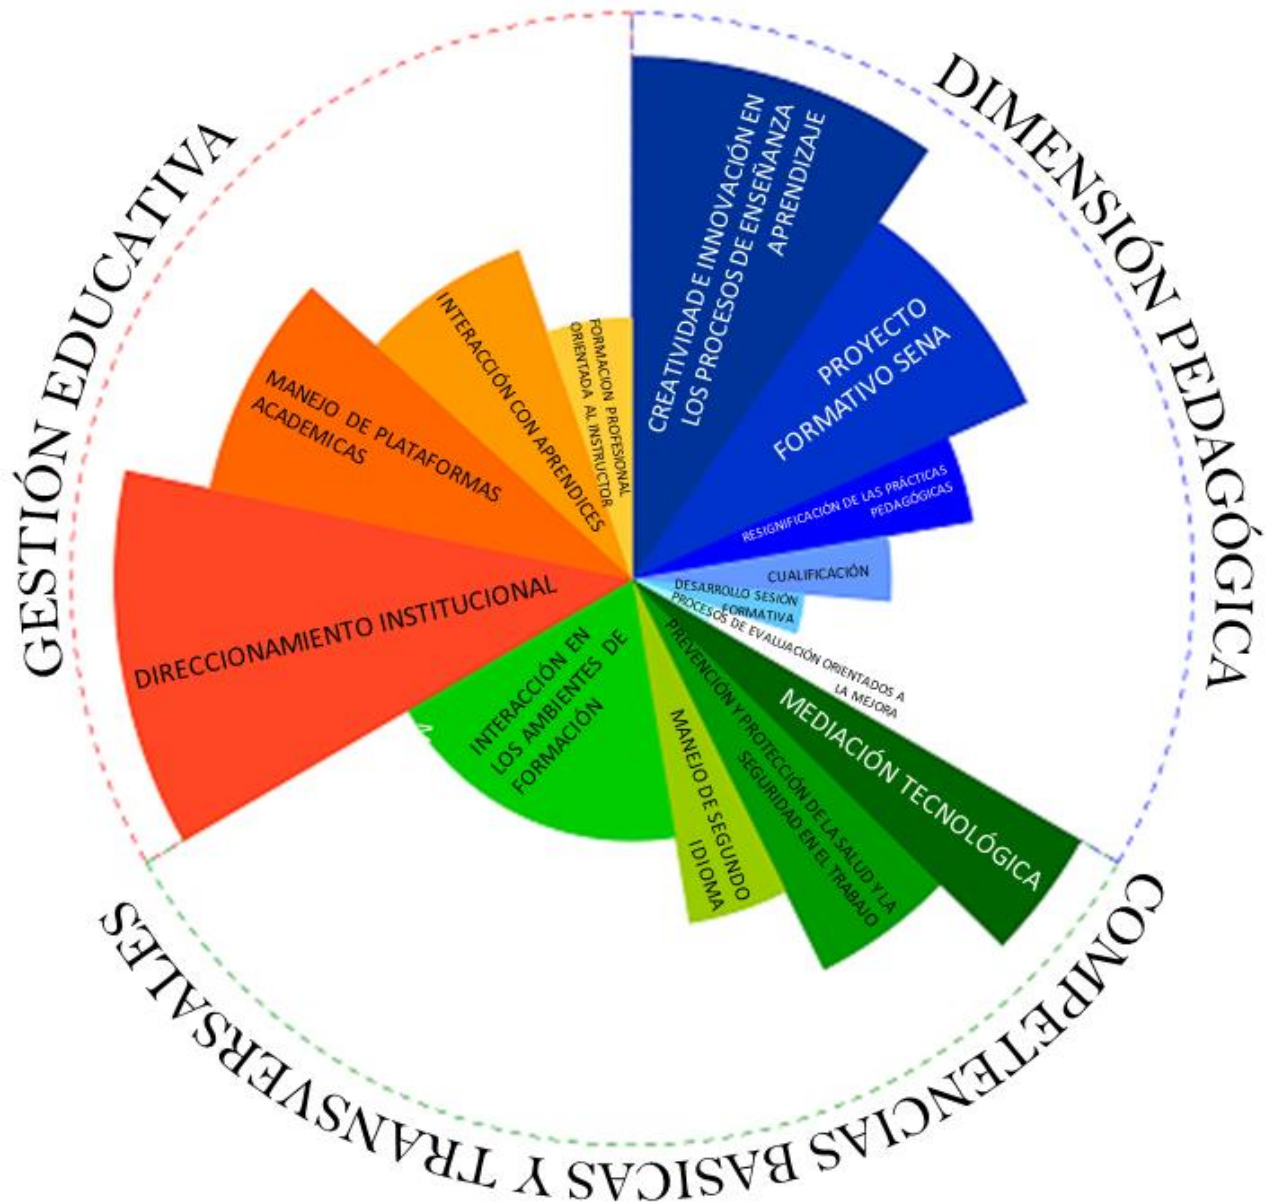 DIMENSIÓN PEDAGÓGICA
CREATIVIDAD E INNOVACIÓN EN
LOS PROCESOS DE ENSEÑANZA
APRENDIZAJE
PROYECTO
FORMATIVO SENA
RESIGNIFICACIÓN DE LAS PRÁCTICAS
PEDAGÓGICAS
CUALIFICACIÓN
DESARROLLO SESIÓN
FORMATIVA
PROCESOS DE EVALUACIÓN ORIENTADOS A
LA MEJORA
COMPETENCIAS BASICAS Y TRANSVERSALES
MEDIACIÓN TECNOLÓGICA
PREVENCIÓN Y PROTECCIÓN DE LA SALUD Y LA
SEGURIDAD EN EL TRABAJO
MANEJO DE SEGUNDO
IDIOMA
INTERACCIÓN EN
LOS AMBIENTES DE
FORMACIÓN
GESTIÓN EDUCATIVA
DIRECCIONAMIENTO INSTITUCIONAL
MANEJO DE PLATAFORMAS
ACADEMICAS
INTERACCIÓN CON APRENDICES
FORMACION PROFESIONAL
ORIENTADA AL INSTRUCTOR